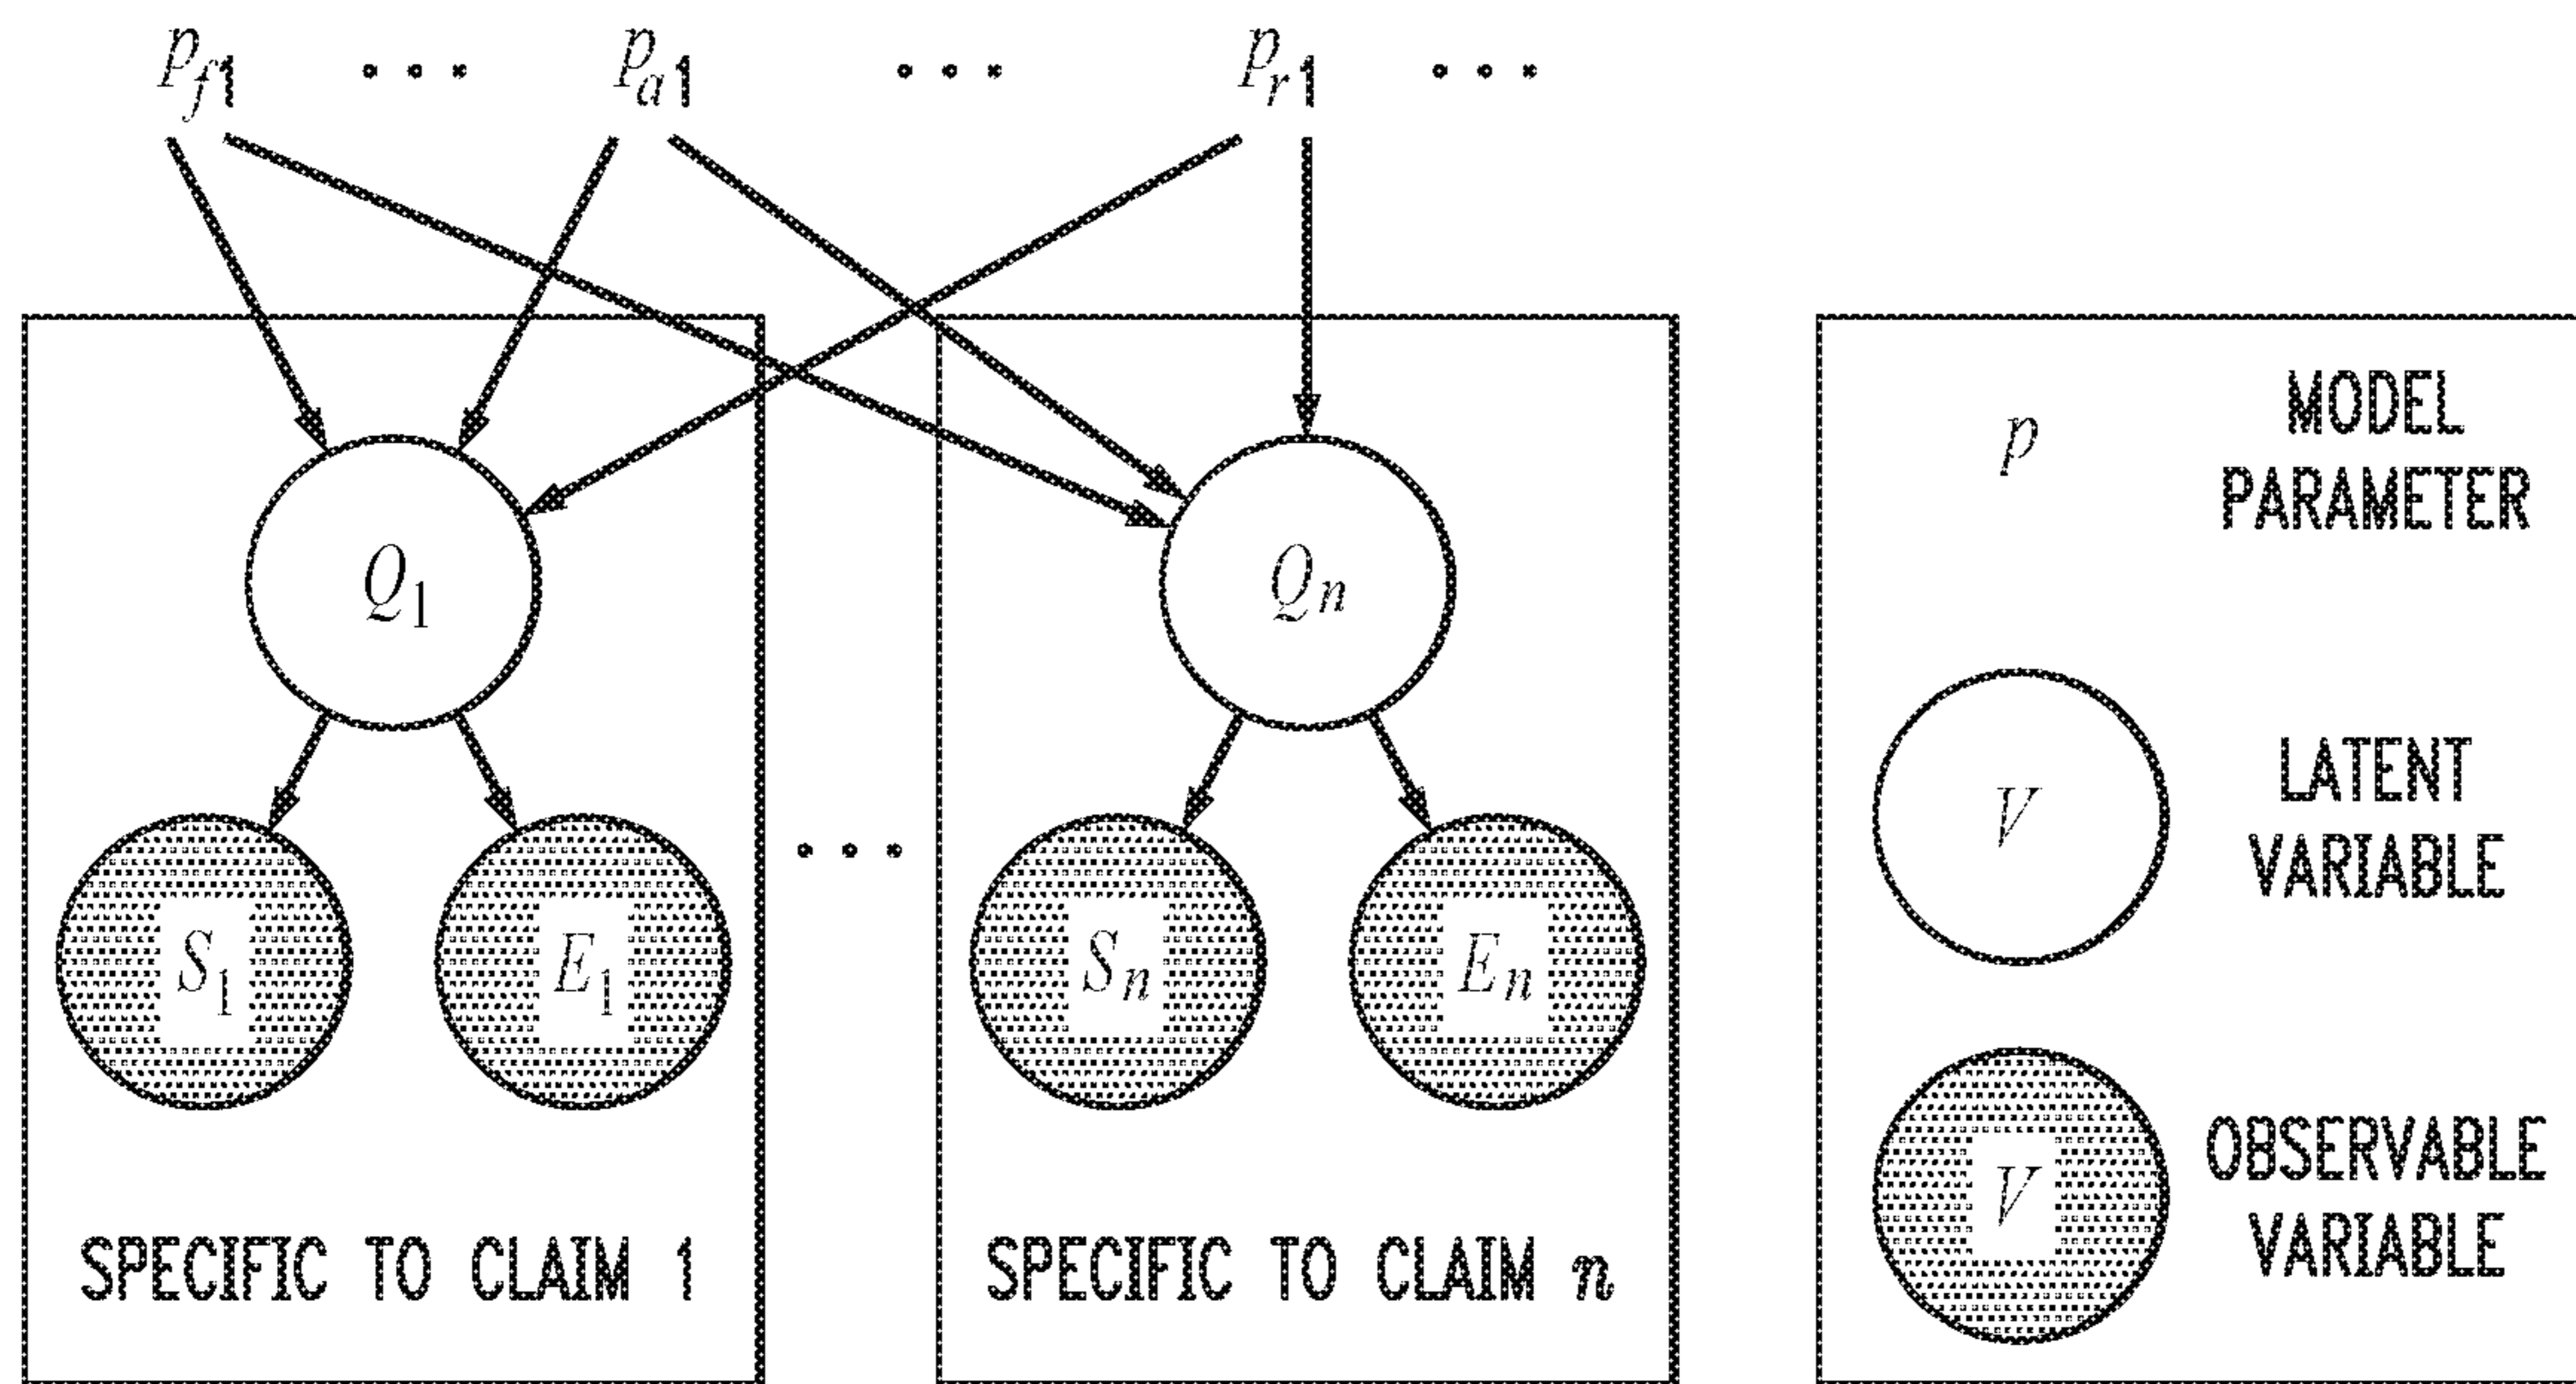 p_f1 ... p_a1 ... p_r1 ...
Q_1
S_1 E_1
SPECIFIC TO CLAIM 1
...
Q_n
S_n E_n
SPECIFIC TO CLAIM n
p MODEL
PARAMETER
V LATENT
VARIABLE
V OBSERVABLE
VARIABLE